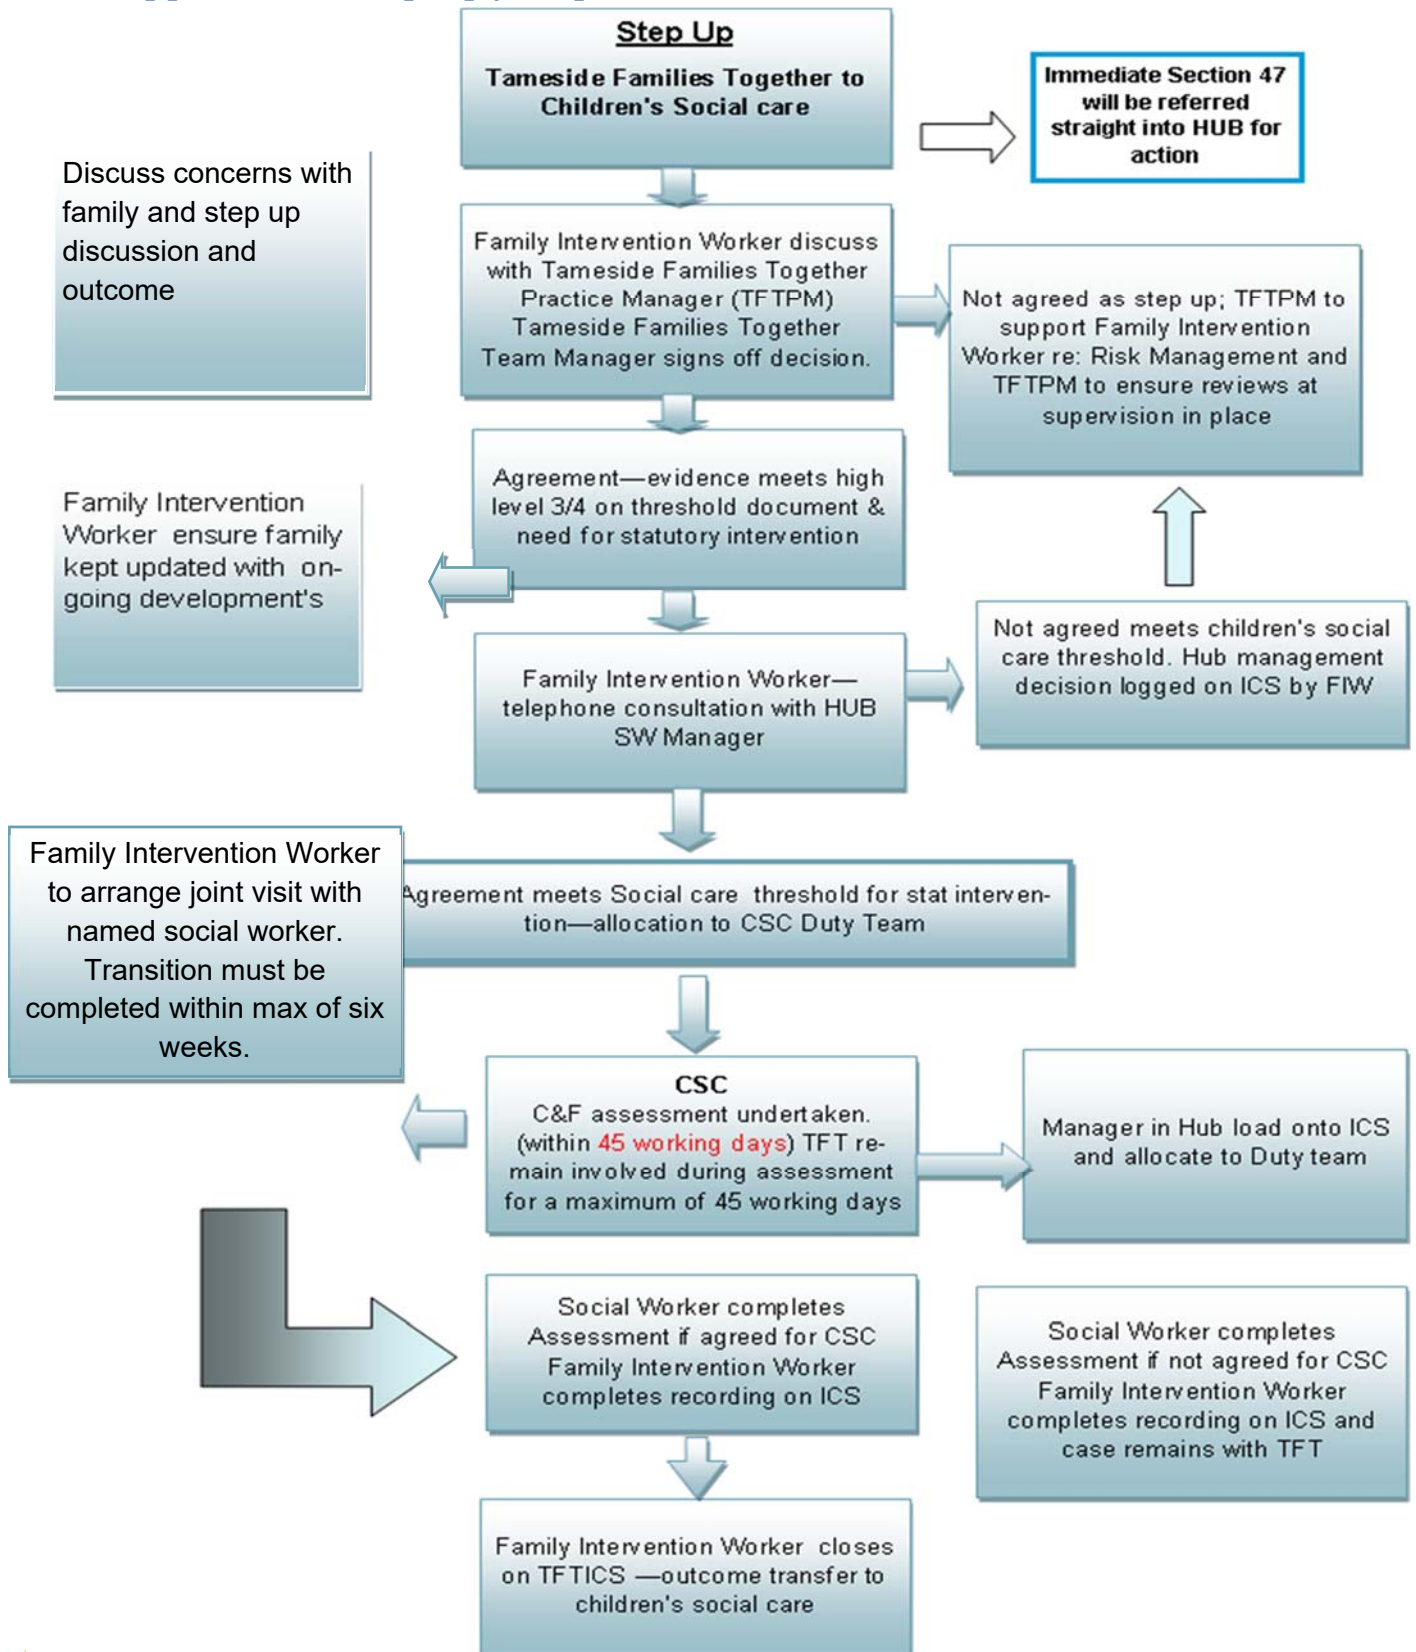 Step Up
Tameside Families Together to
Children's Social care
Immediate Section 47
will be referred
straight into HUB for
action
Discuss concerns with
family and step up
discussion and
outcome
Family Intervention Worker discuss
with Tameside Families Together
Practice Manager (TFTPM)
Tameside Families Together
Team Manager signs off decision.
Not agreed as step up; TFTPM to
support Family Intervention
Worker re: Risk Management and
TFTPM to ensure reviews at
supervision in place
Agreement—evidence meets high
level 3/4 on threshold document &
need for statutory intervention
Family Intervention
Worker ensure family
kept updated with on-
going development's
Not agreed meets children's social
care threshold. Hub management
decision logged on ICS by FIW
Family Intervention Worker—
telephone consultation with HUB
SW Manager
Family Intervention Worker
to arrange joint visit with
named social worker.
Transition must be
completed within max of six
weeks.
Agreement meets Social care threshold for stat interven-
tion—allocation to CSC Duty Team
CSC
C&F assessment undertaken.
(within 45 working days) TFT re-
main involved during assessment
for a maximum of 45 working days
Manager in Hub load onto ICS
and allocate to Duty team
Social Worker completes
Assessment if agreed for CSC
Family Intervention Worker
completes recording on ICS
Social Worker completes
Assessment if not agreed for CSC
Family Intervention Worker
completes recording on ICS and
case remains with TFT
Family Intervention Worker closes
on TFTICS —outcome transfer to
children's social care